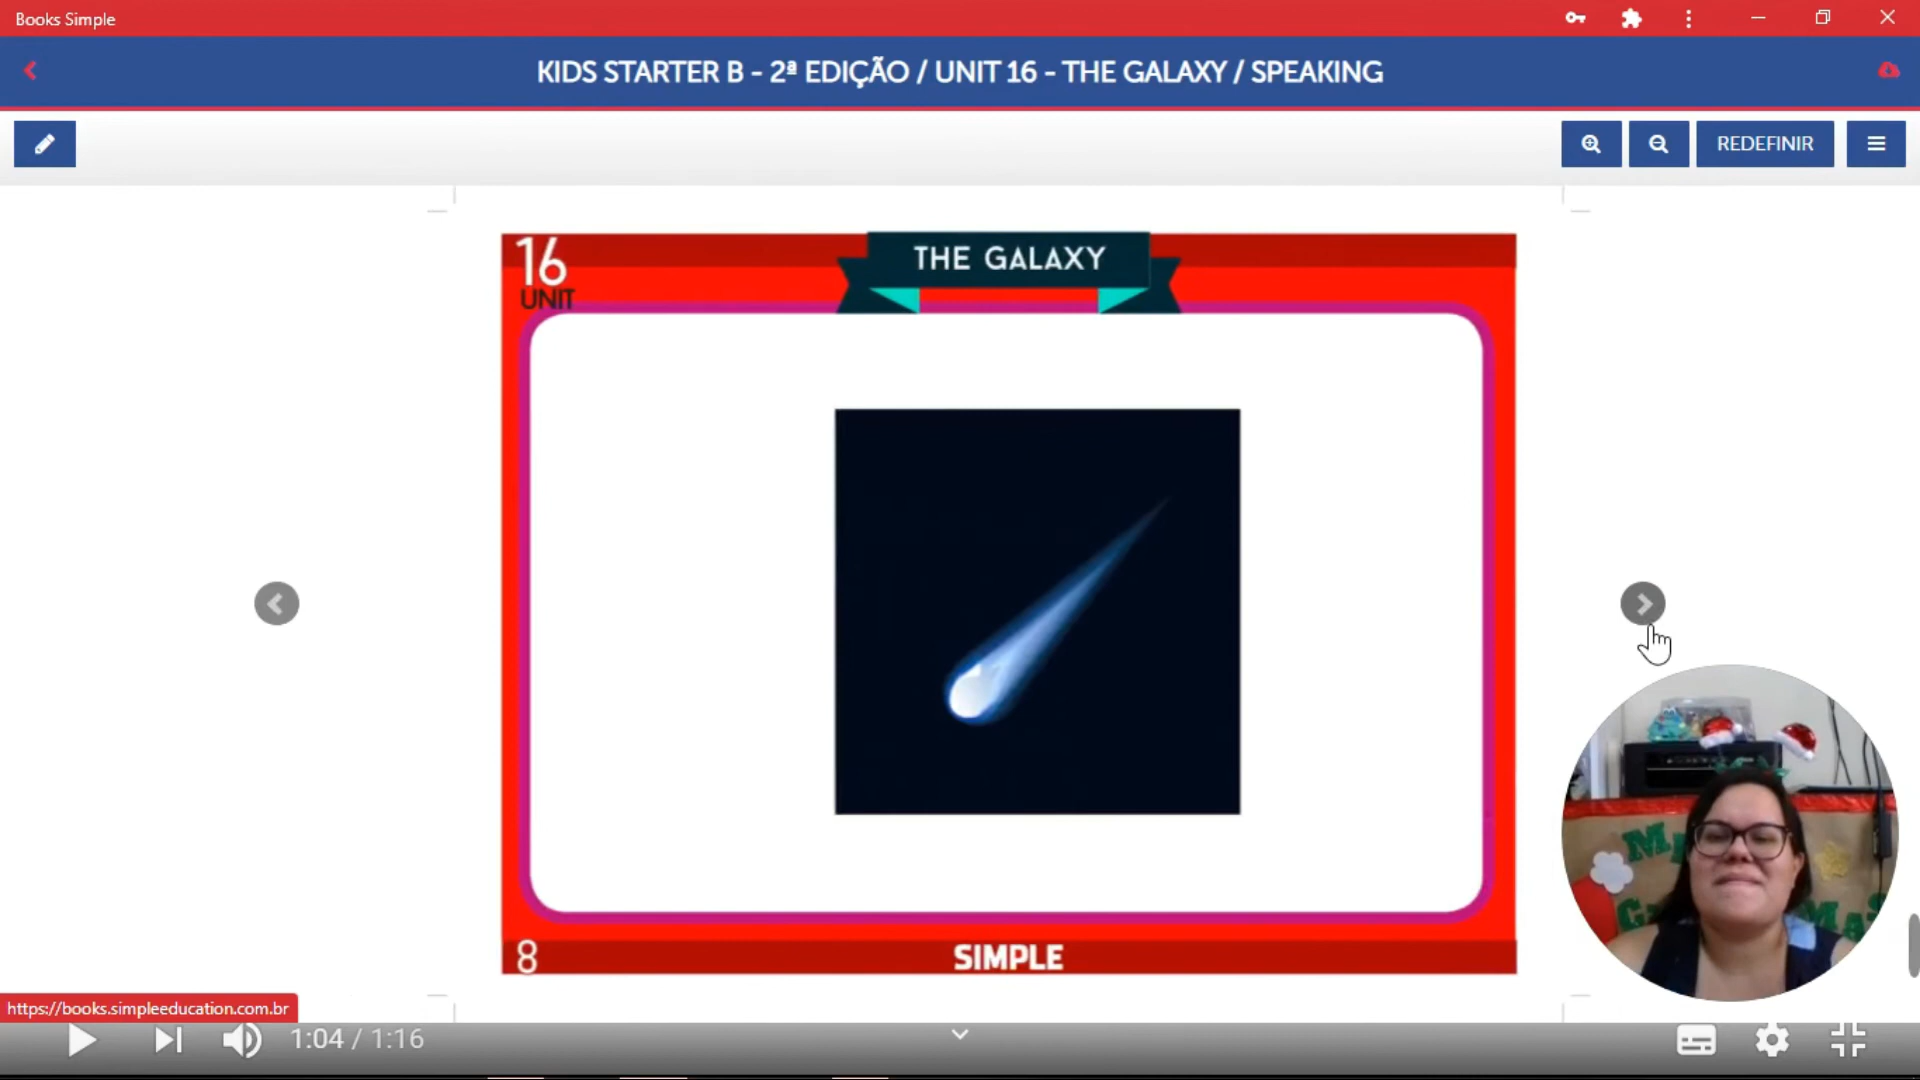 Books Simple
KIDS STARTER B - 2ª EDIÇÃO / UNIT 16 - THE GALAXY / SPEAKING
REDEFINIR
16
UNIT
THE GALAXY
8
SIMPLE
https://books.simpleeducation.com.br
1:04 / 1:16